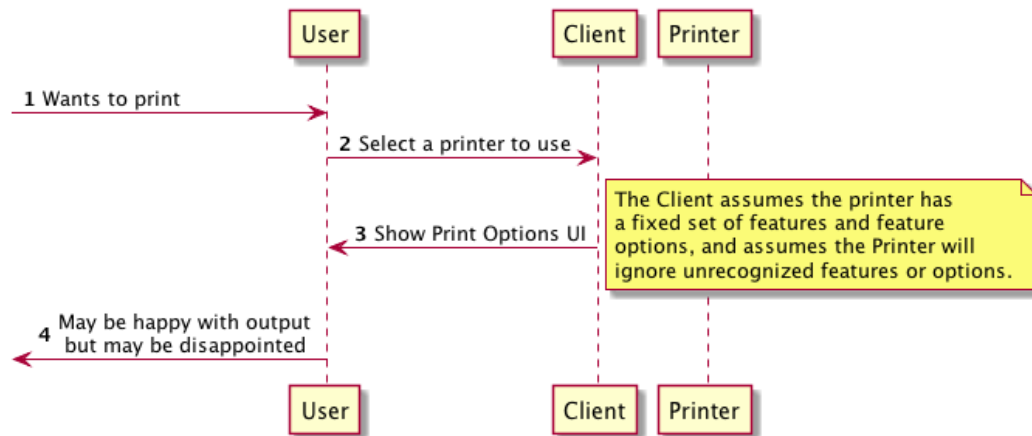 User
Client
Printer
1 Wants to print
2 Select a printer to use
The Client assumes the printer has
a fixed set of features and feature
options, and assumes the Printer will
ignore unrecognized features or options.
3 Show Print Options UI
4 May be happy with output
but may be disappointed
User
Client
Printer